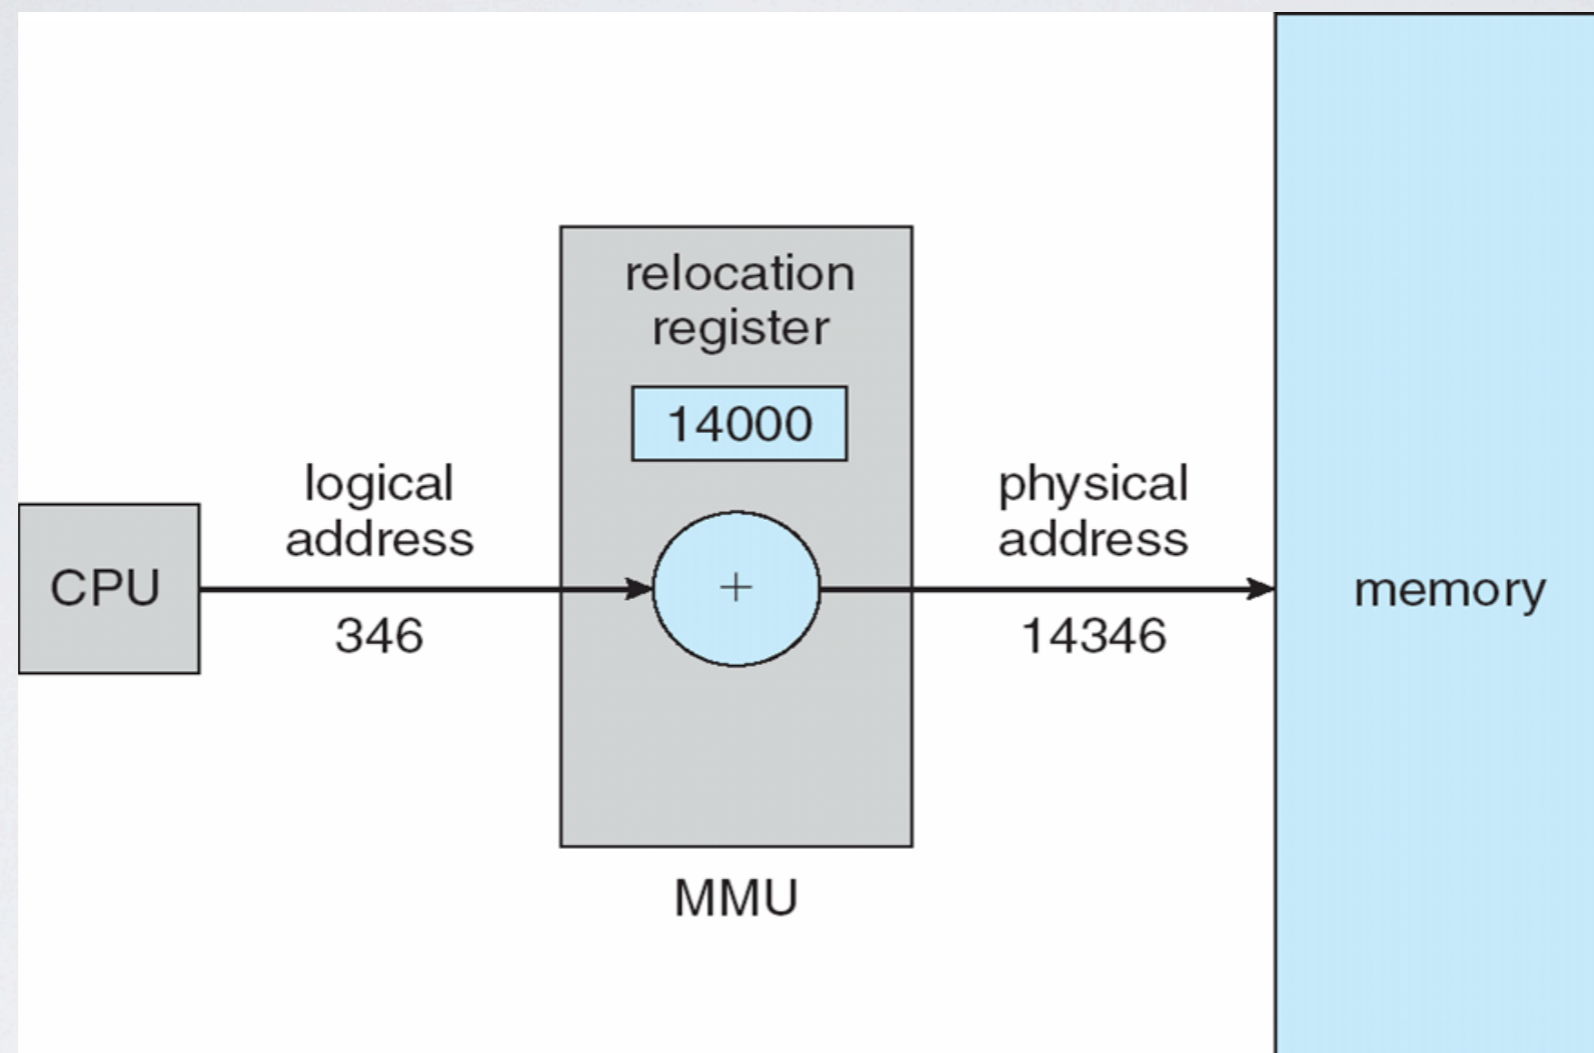 relocation
register
14000
logical
address
physical
address
CPU
+
memory
346
14346
MMU